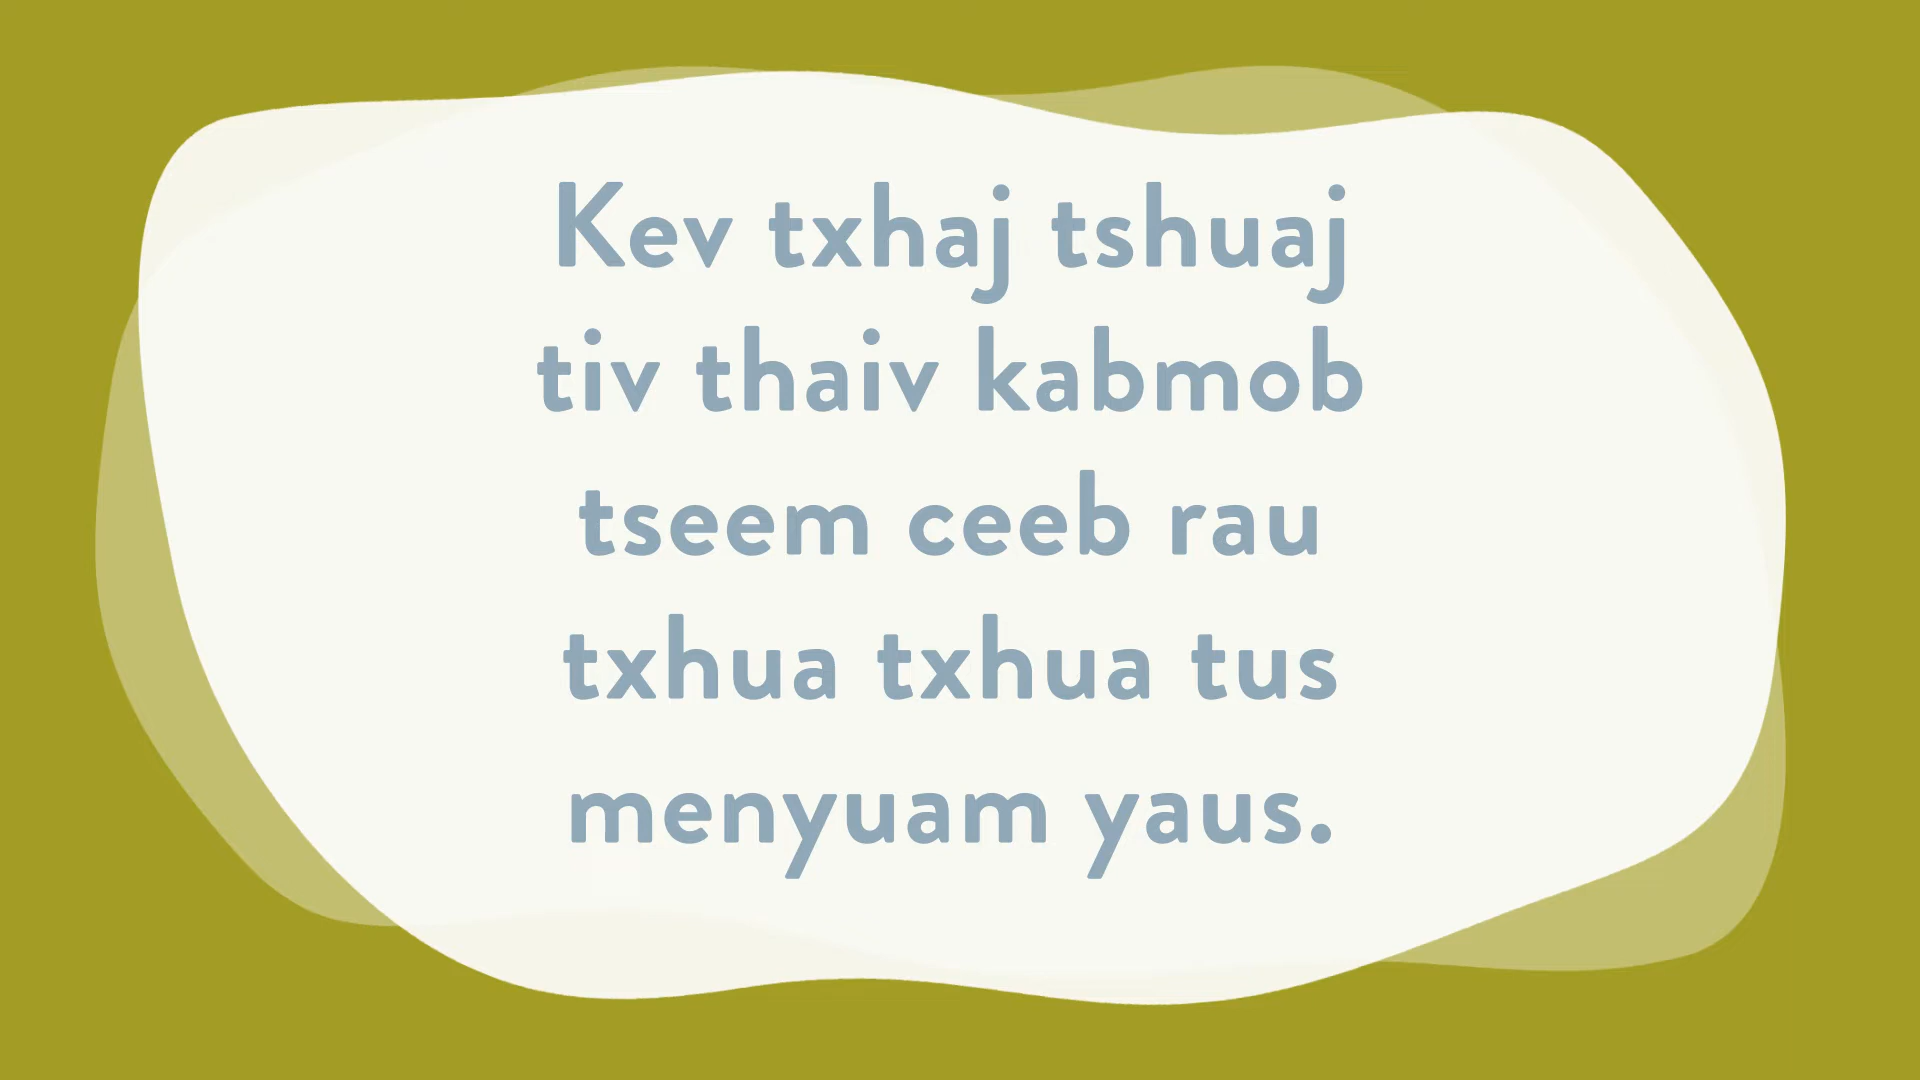 Kev txhaj tshuaj
tiv thaiv kabmob
tseem ceeb rau
txhua txhua tus
menyuam yaus.